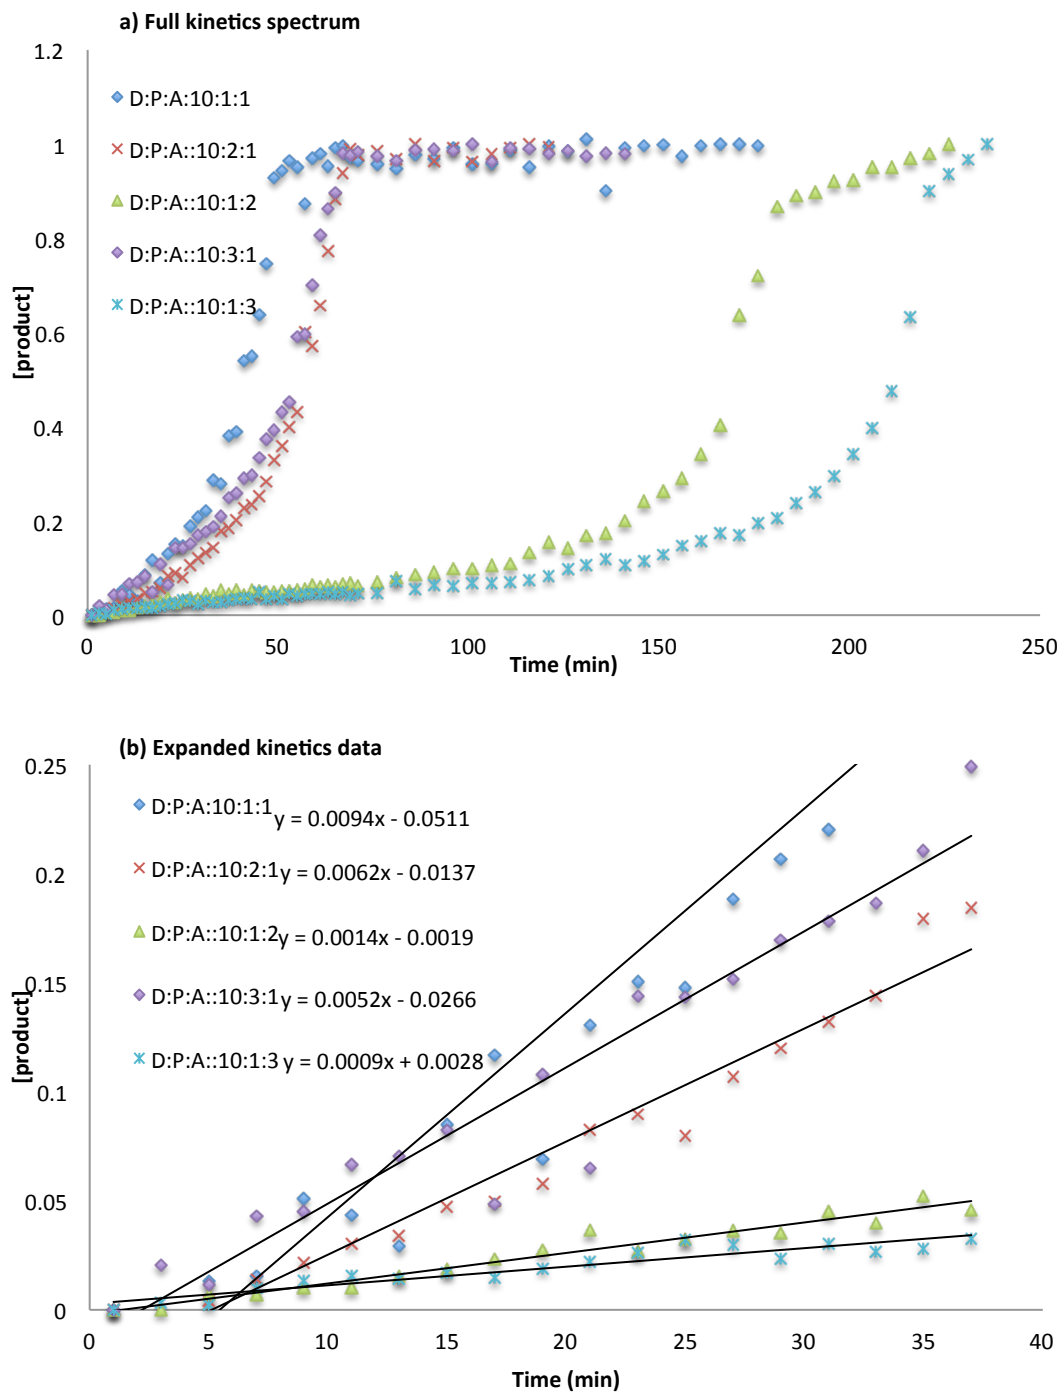 a) Full kinetics spectrum
1.2
1
0.8
0.6
0.4
0.2
0
[product]
D:P:A:10:1:1
D:P:A::10:2:1
D:P:A::10:1:2
D:P:A::10:3:1
D:P:A::10:1:3
0 50 100 150 200 250
Time (min)
(b) Expanded kinetics data
0.25
0.2
0.15
0.1
0.05
0
[product]
D:P:A:10:1:1 y = 0.0094x - 0.0511
D:P:A::10:2:1 y = 0.0062x - 0.0137
D:P:A::10:1:2 y = 0.0014x - 0.0019
D:P:A::10:3:1 y = 0.0052x - 0.0266
D:P:A::10:1:3 y = 0.0009x + 0.0028
0 5 10 15 20 25 30 35 40
Time (min)